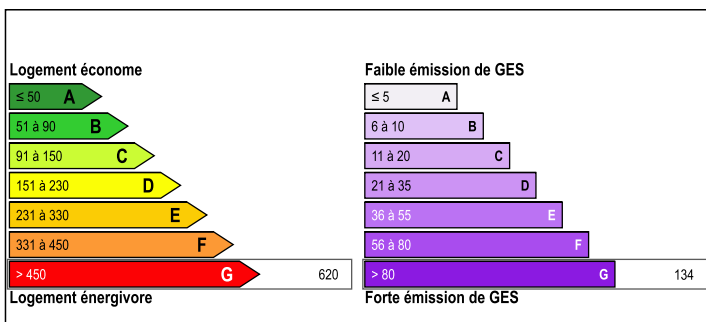 Logement économe
≤ 50 A
51 à 90 B
91 à 150 C
151 à 230 D
231 à 330 E
331 à 450 F
> 450 G 620
Logement énergivore
Faible émission de GES
≤ 5 A
6 à 10 B
11 à 20 C
21 à 35 D
36 à 55 E
56 à 80 F
> 80 G 134
Forte émission de GES